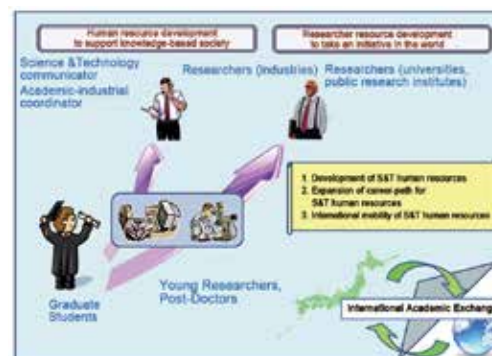 Human resource development
to support knowledge-based society
Researcher resource development
to take an initiative in the world
Science &Technology
communicator
Academic-industrial
coordinator
Researchers (industries)
Researchers (universities,
public research institutes)
1. Development of S&T human resources
2. Expansion of career-path for
S&T human resources
3. International mobility of S&T human resources
Young Researchers,
Post-Doctors
Graduate
Students
International Academic Exchang